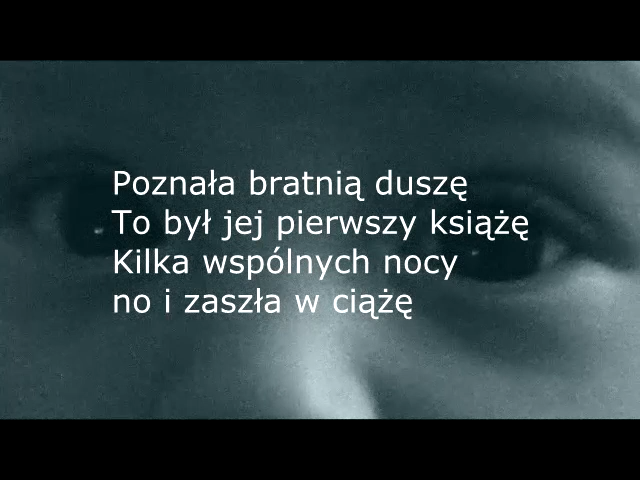 Poznała bratnią duszę
To był jej pierwszy książę
Kilka wspólnych nocy
no i zaszła w ciążę